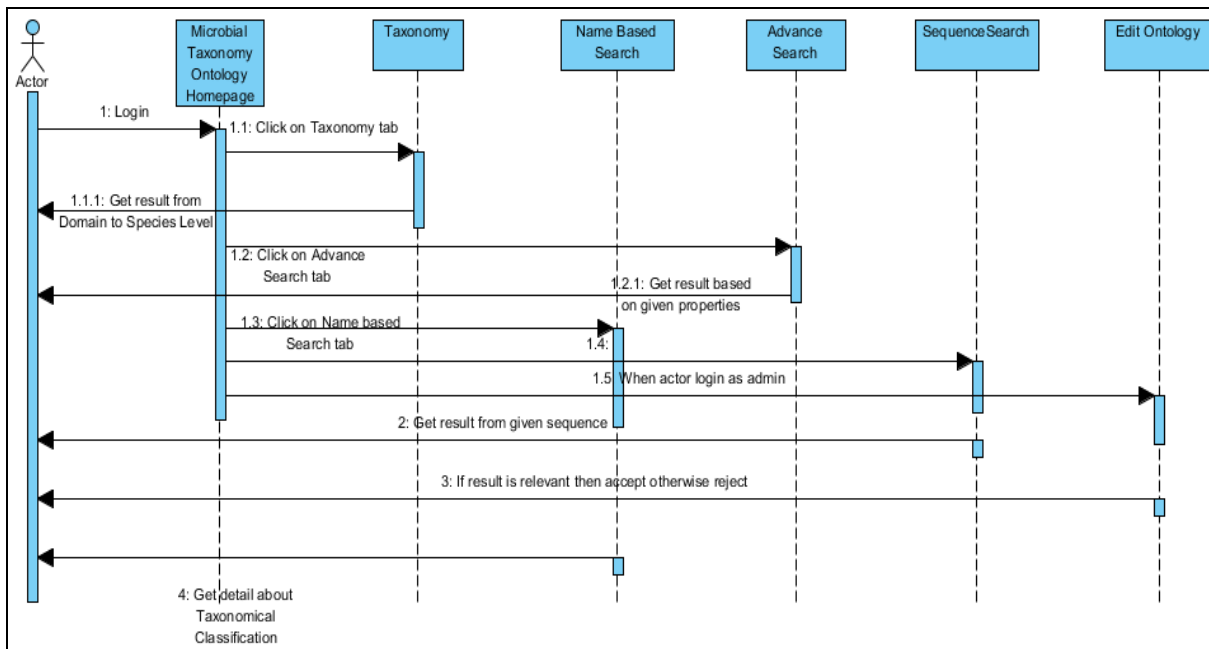 Actor
Microbial
Taxonomy
Ontology
Homepage
Taxonomy
Name Based
Search
Advance
Search
SequenceSearch
Edit Ontology
1: Login
1.1: Click on Taxonomy tab
1.1.1: Get result from
Domain to Species Level
1.2: Click on Advance
Search tab
1.2.1: Get result based
on given properties
1.3: Click on Name based
Search tab
1.4:
1.5 When actor login as admin
2: Get result from given sequence
3: If result is relevant then accept otherwise reject
4: Get detail about
Taxonomical
Classification